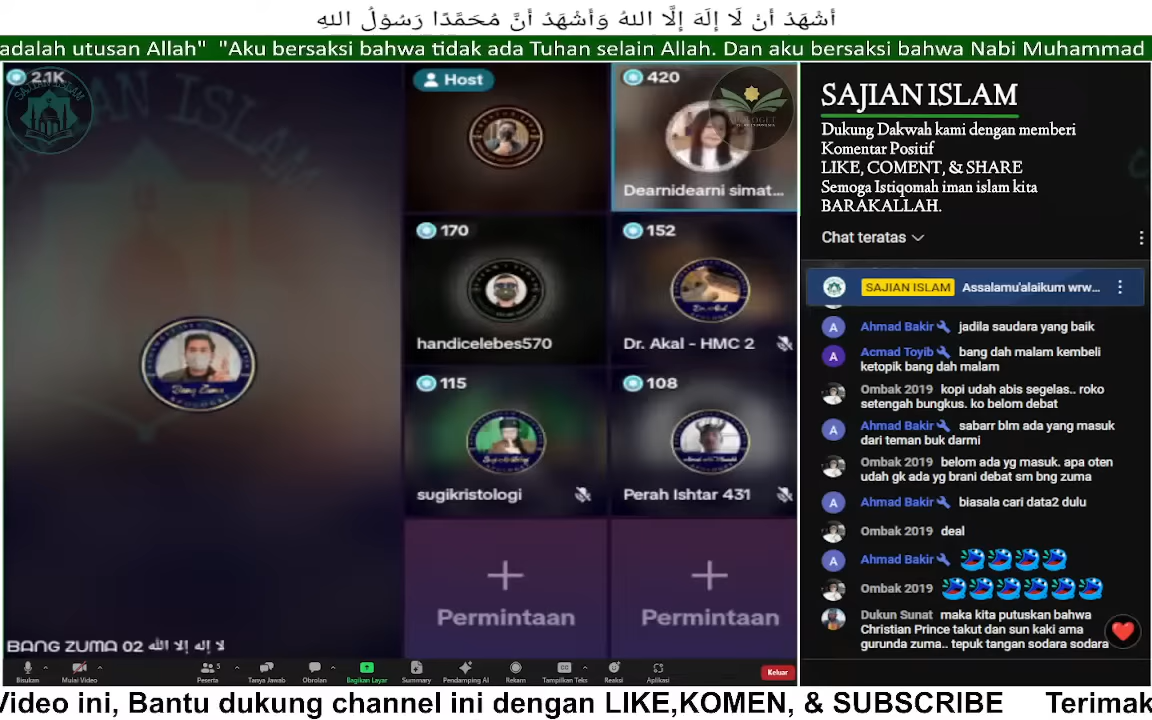 أَشْهَدُ أَنْ لَا إِلَهَ إِلَّا اللهُ وَأَشْهَدُ أَنَّ مُحَمَّدًا رَسُوْلُ اللهِ
adalah utusan Allah" "Aku bersaksi bahwa tidak ada Tuhan selain Allah. Dan aku bersaksi bahwa Nabi Muhammad
2.1K
SAJIAN ISLAM
Host
420
Dearnidearni simat...
170
handicelebes570
152
Dr. Akal - HMC 2
115
sugikristologi
108
Perah Ishtar 431
Permintaan
Permintaan
Bang Zuma
BANG ZUMA 02 لا إله إلا الله
SAJIAN ISLAM
Dukung Dakwah kami dengan memberi
Komentar Positif
LIKE, COMENT, & SHARE
Semoga Istiqomah iman islam kita
BARAKALLAH.
Chat teratas
SAJIAN ISLAM Assalamu'alaikum wrw...
A Ahmad Bakir jadila saudara yang baik
A Acmad Toyib bang dah malam kembeli
ketopik bang dah malam
Ombak 2019 kopi udah abis segelas.. roko
setengah bungkus. ko belom debat
A Ahmad Bakir sabarr blm ada yang masuk
dari teman buk darmi
Ombak 2019 belom ada yg masuk. apa oten
udah gk ada yg brani debat sm bng zuma
A Ahmad Bakir biasala cari data2 dulu
Ombak 2019 deal
A Ahmad Bakir
Ombak 2019
Dukun Sunat maka kita putuskan bahwa
Christian Prince takut dan sun kaki ama
gurunda zuma.. tepuk tangan sodara sodara
Bisukan
Mulai Video
Peserta 5
Tanya Jawab
Obrolan
Bagikan Layar
Summary
Pendamping AI
Rekam
CC Tampilkan Teks
Reaksi
Aplikasi
Keluar
Video ini, Bantu dukung channel ini dengan LIKE,KOMEN, & SUBSCRIBE Terimak